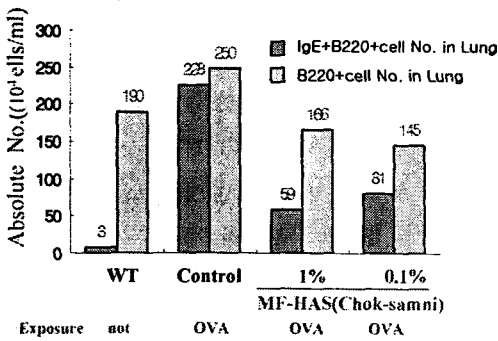 IgE+B220+cell No. in Lung
B220+cell No. in Lung
Absolute No.((10⁴ ells/ml)
300
250
200
150
100
50
0
3
190
228
250
59
166
81
145
WT
Control
1%
0.1%
MF-HAS(Chok-samni)
Exposure not OVA OVA OVA